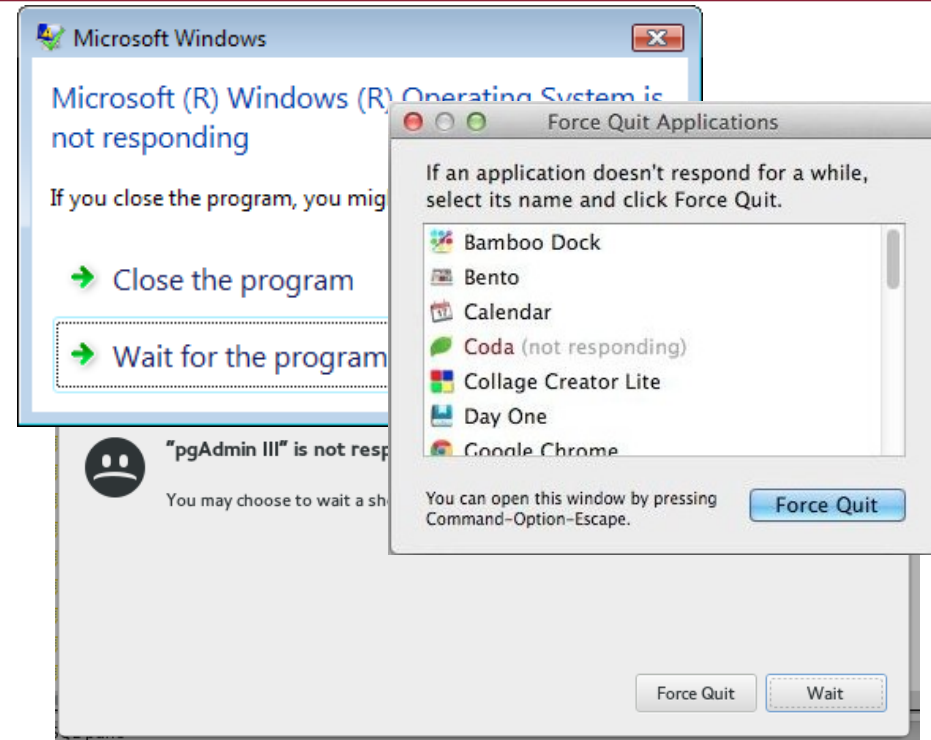 Microsoft Windows
Microsoft (R) Windows (R) Operating System is
not responding
If you close the program, you mig
Close the program
Wait for the program
Force Quit Applications
If an application doesn't respond for a while,
select its name and click Force Quit.
Bamboo Dock
Bento
Calendar
Coda (not responding)
Collage Creator Lite
Day One
Google Chrome
You can open this window by pressing
Command-Option-Escape.
Force Quit
"pgAdmin III" is not resp
You may choose to wait a sh
Force Quit
Wait